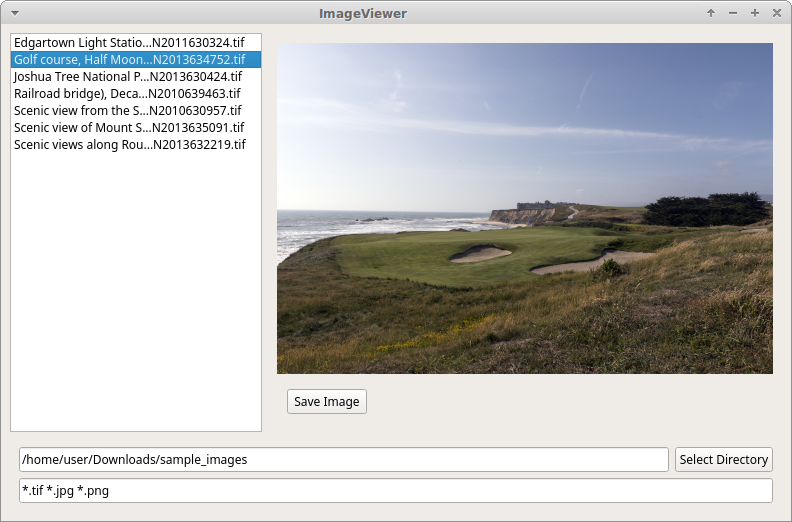 ImageViewer
Edgartown Light Statio...N2011630324.tif
Golf course, Half Moon...N2013634752.tif
Joshua Tree National P...N2013630424.tif
Railroad bridge), Deca...N2010639463.tif
Scenic view from the S...N2010630957.tif
Scenic view of Mount S...N2013635091.tif
Scenic views along Rou...N2013632219.tif
Save Image
/home/user/Downloads/sample_images
Select Directory
*.tif *.jpg *.png